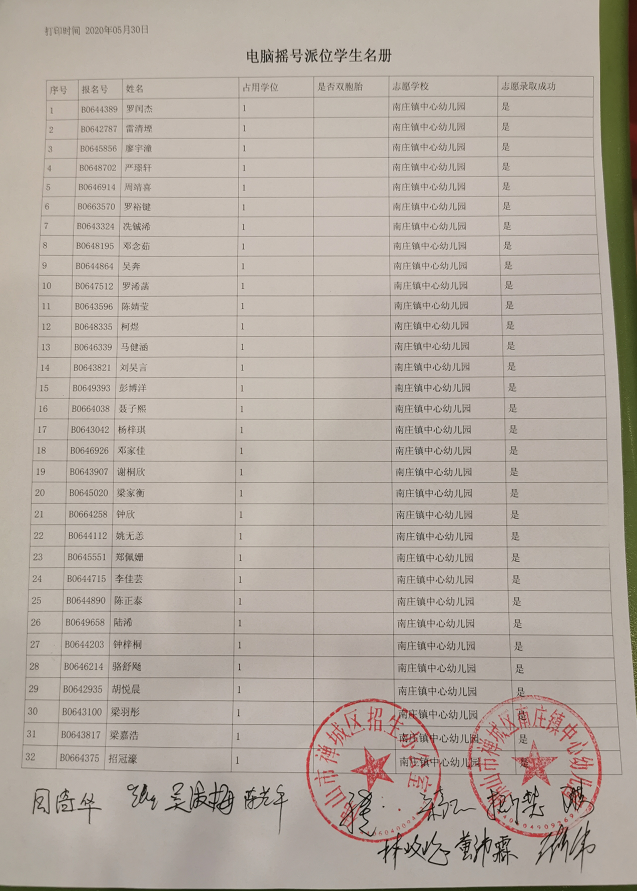 打印时间 2020年05月30日
电脑摇号派位学生名册
序号 报名号 姓名 占用学位 是否双胞胎 志愿学校 志愿录取成功
1 B0644389 罗闰杰 1 南庄镇中心幼儿园 是
2 B0642787 雷清堙 1 南庄镇中心幼儿园 是
3 B0645856 廖宇潼 1 南庄镇中心幼儿园 是
4 B0648702 严璟轩 1 南庄镇中心幼儿园 是
5 B0646914 周靖喜 1 南庄镇中心幼儿园 是
6 B0663570 罗裕键 1 南庄镇中心幼儿园 是
7 B0643324 冼铖浠 1 南庄镇中心幼儿园 是
8 B0648195 邓念茹 1 南庄镇中心幼儿园 是
9 B0644864 吴奔 1 南庄镇中心幼儿园 是
10 B0647512 罗浠菡 1 南庄镇中心幼儿园 是
11 B0643596 陈婧莹 1 南庄镇中心幼儿园 是
12 B0648335 柯煜 1 南庄镇中心幼儿园 是
13 B0646339 马健涵 1 南庄镇中心幼儿园 是
14 B0643821 刘昊言 1 南庄镇中心幼儿园 是
15 B0649393 彭博洋 1 南庄镇中心幼儿园 是
16 B0664038 聂子熙 1 南庄镇中心幼儿园 是
17 B0643042 杨梓琪 1 南庄镇中心幼儿园 是
18 B0646926 邓家佳 1 南庄镇中心幼儿园 是
19 B0643907 谢桐欣 1 南庄镇中心幼儿园 是
20 B0645020 梁家衡 1 南庄镇中心幼儿园 是
21 B0664258 钟欣 1 南庄镇中心幼儿园 是
22 B0644112 姚无恙 1 南庄镇中心幼儿园 是
23 B0645551 郑佩姗 1 南庄镇中心幼儿园 是
24 B0644715 李佳芸 1 南庄镇中心幼儿园 是
25 B0644890 陈正泰 1 南庄镇中心幼儿园 是
26 B0649658 陆浠 1 南庄镇中心幼儿园 是
27 B0644203 钟梓桐 1 南庄镇中心幼儿园 是
28 B0646214 骆舒飏 1 南庄镇中心幼儿园 是
29 B0642935 胡悦晨 1 南庄镇中心幼儿园 是
30 B0643100 梁羽彤 1 南庄镇中心幼儿园 是
31 B0643817 梁嘉浩 1 南庄镇中心幼儿园 是
32 B0664375 招冠濠 1 南庄镇中心幼儿园 是
山市禅城区招生办公室
山市禅城区南庄镇中心幼儿